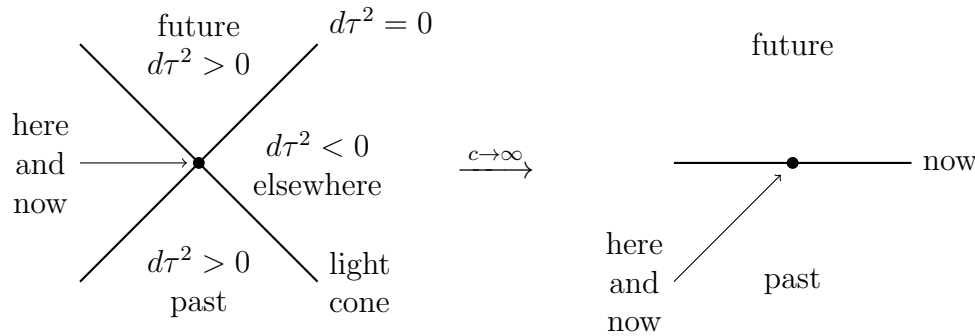 future
dτ² > 0
dτ² = 0
here
and
now
dτ² < 0
elsewhere
dτ² > 0
past
light
cone
c→∞
future
now
here
and
now
past